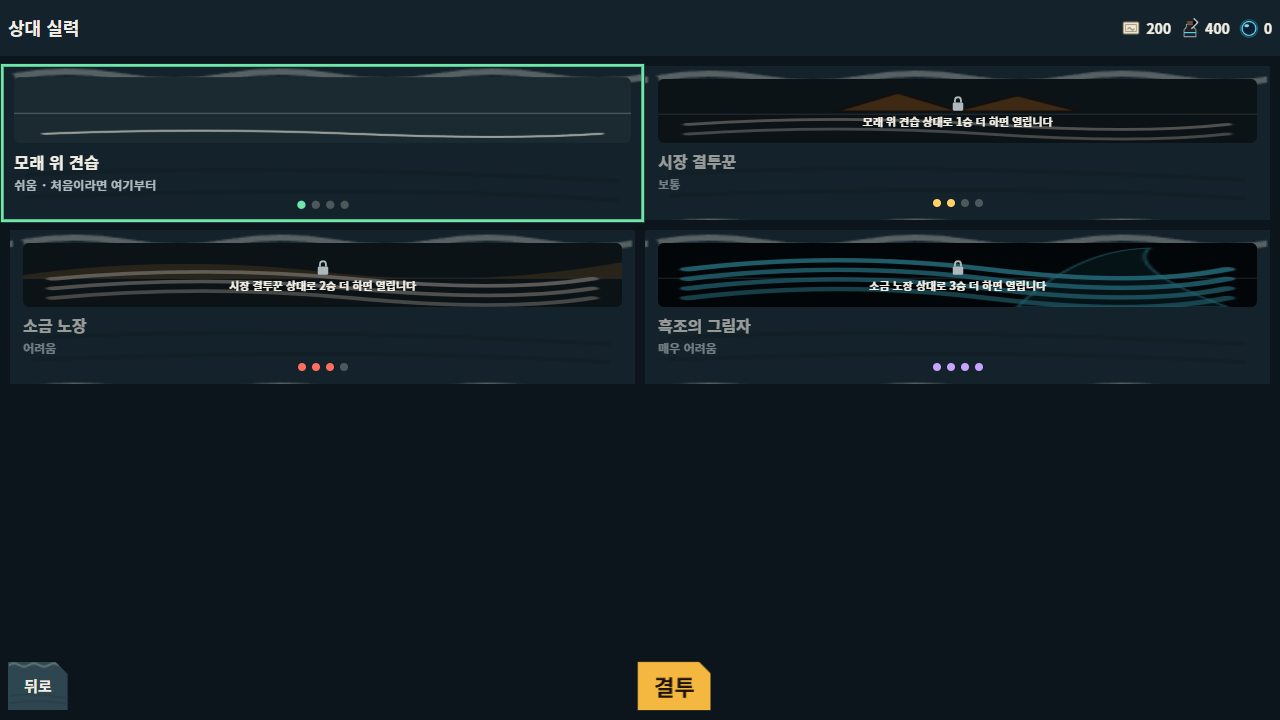 상대 실력
200 400 0
모래 위 견습
쉬움 · 처음이라면 여기부터
모래 위 견습 상대로 1승 더 하면 열립니다
시장 결투꾼
보통
시장 결투꾼 상대로 2승 더 하면 열립니다
소금 노장
어려움
소금 노장 상대로 3승 더 하면 열립니다
흑조의 그림자
매우 어려움
뒤로
결투